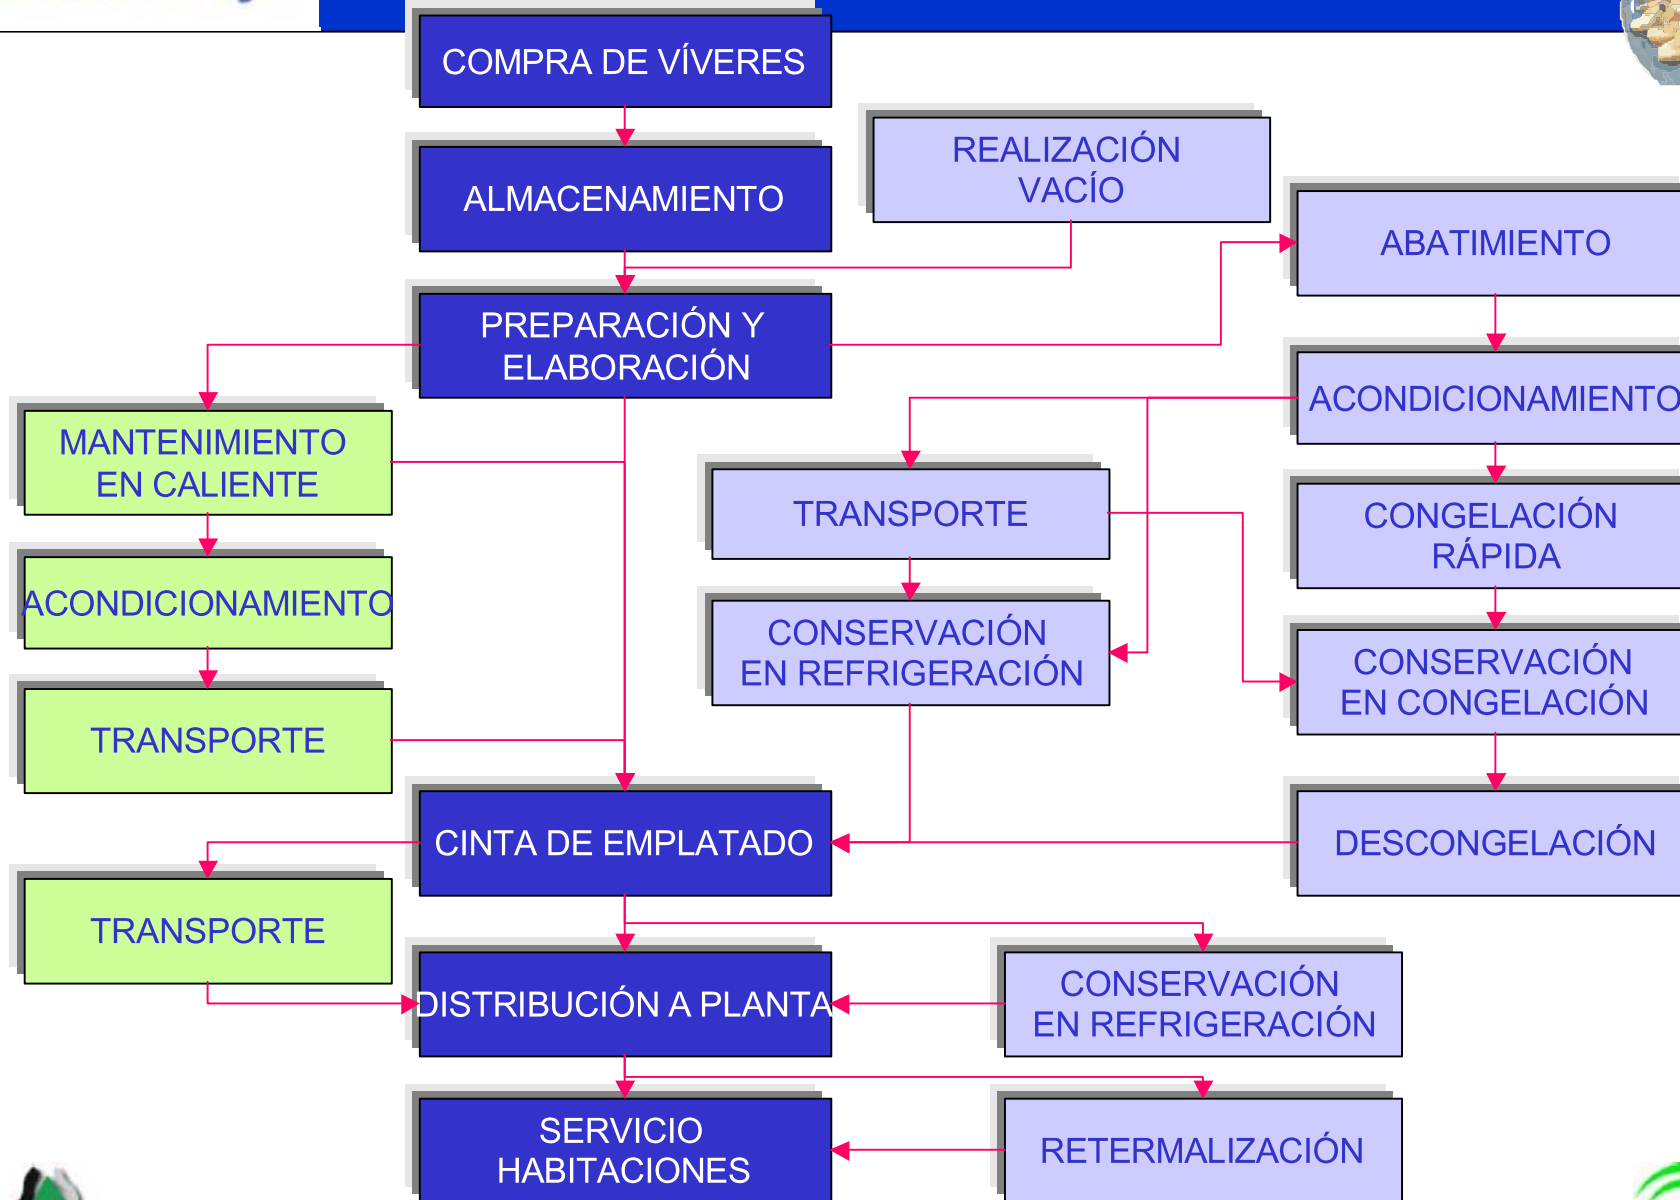 COMPRA DE VÍVERES
ALMACENAMIENTO
REALIZACIÓN
VACÍO
ABATIMIENTO
PREPARACIÓN Y
ELABORACIÓN
ACONDICIONAMIENTO
MANTENIMIENTO
EN CALIENTE
TRANSPORTE
CONGELACIÓN
RÁPIDA
ACONDICIONAMIENTO
CONSERVACIÓN
EN REFRIGERACIÓN
CONSERVACIÓN
EN CONGELACIÓN
TRANSPORTE
CINTA DE EMPLATADO
DESCONGELACIÓN
TRANSPORTE
DISTRIBUCIÓN A PLANTA
CONSERVACIÓN
EN REFRIGERACIÓN
SERVICIO
HABITACIONES
RETERMALIZACIÓN